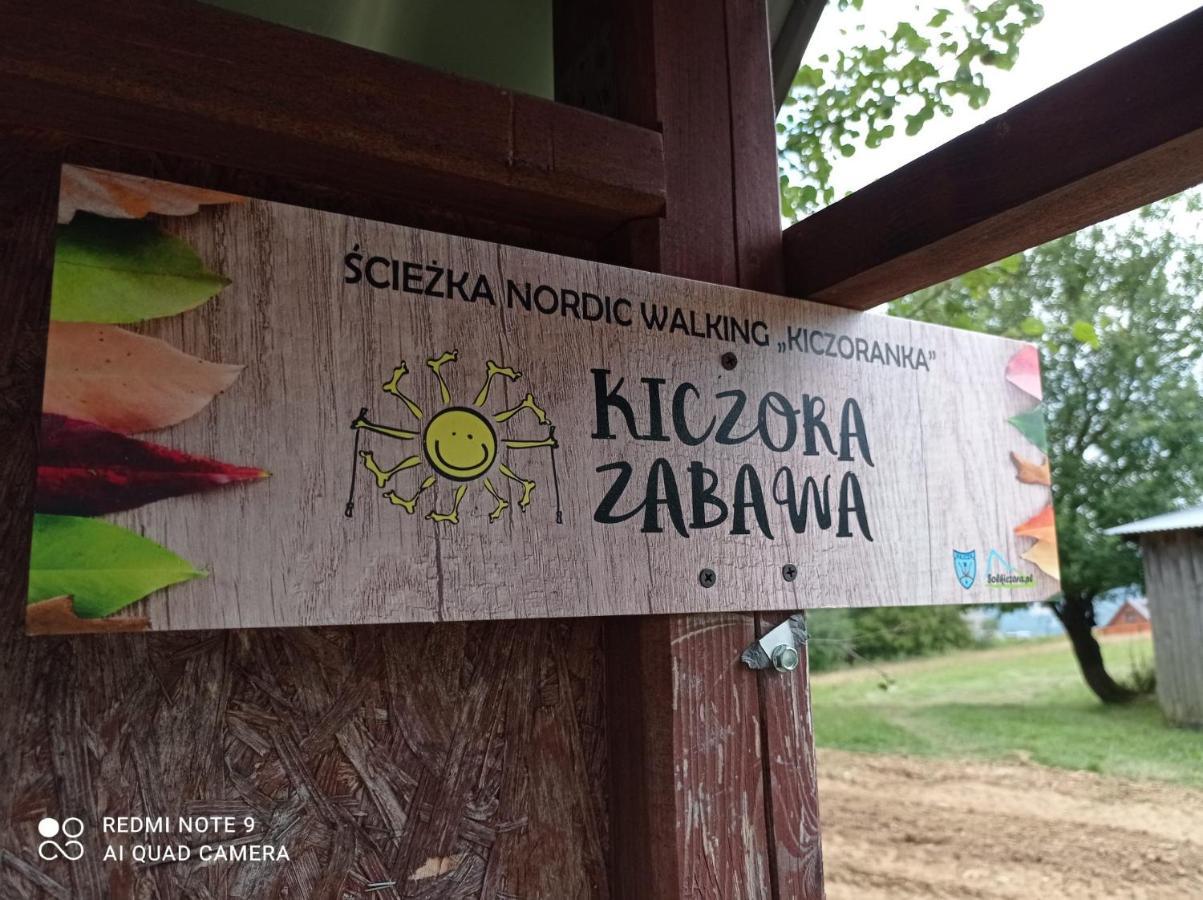 ŚCIEŻKA NORDIC WALKING „KICZORANKA”
KICZORA
ZABAWA
REDMI NOTE 9
AI QUAD CAMERA